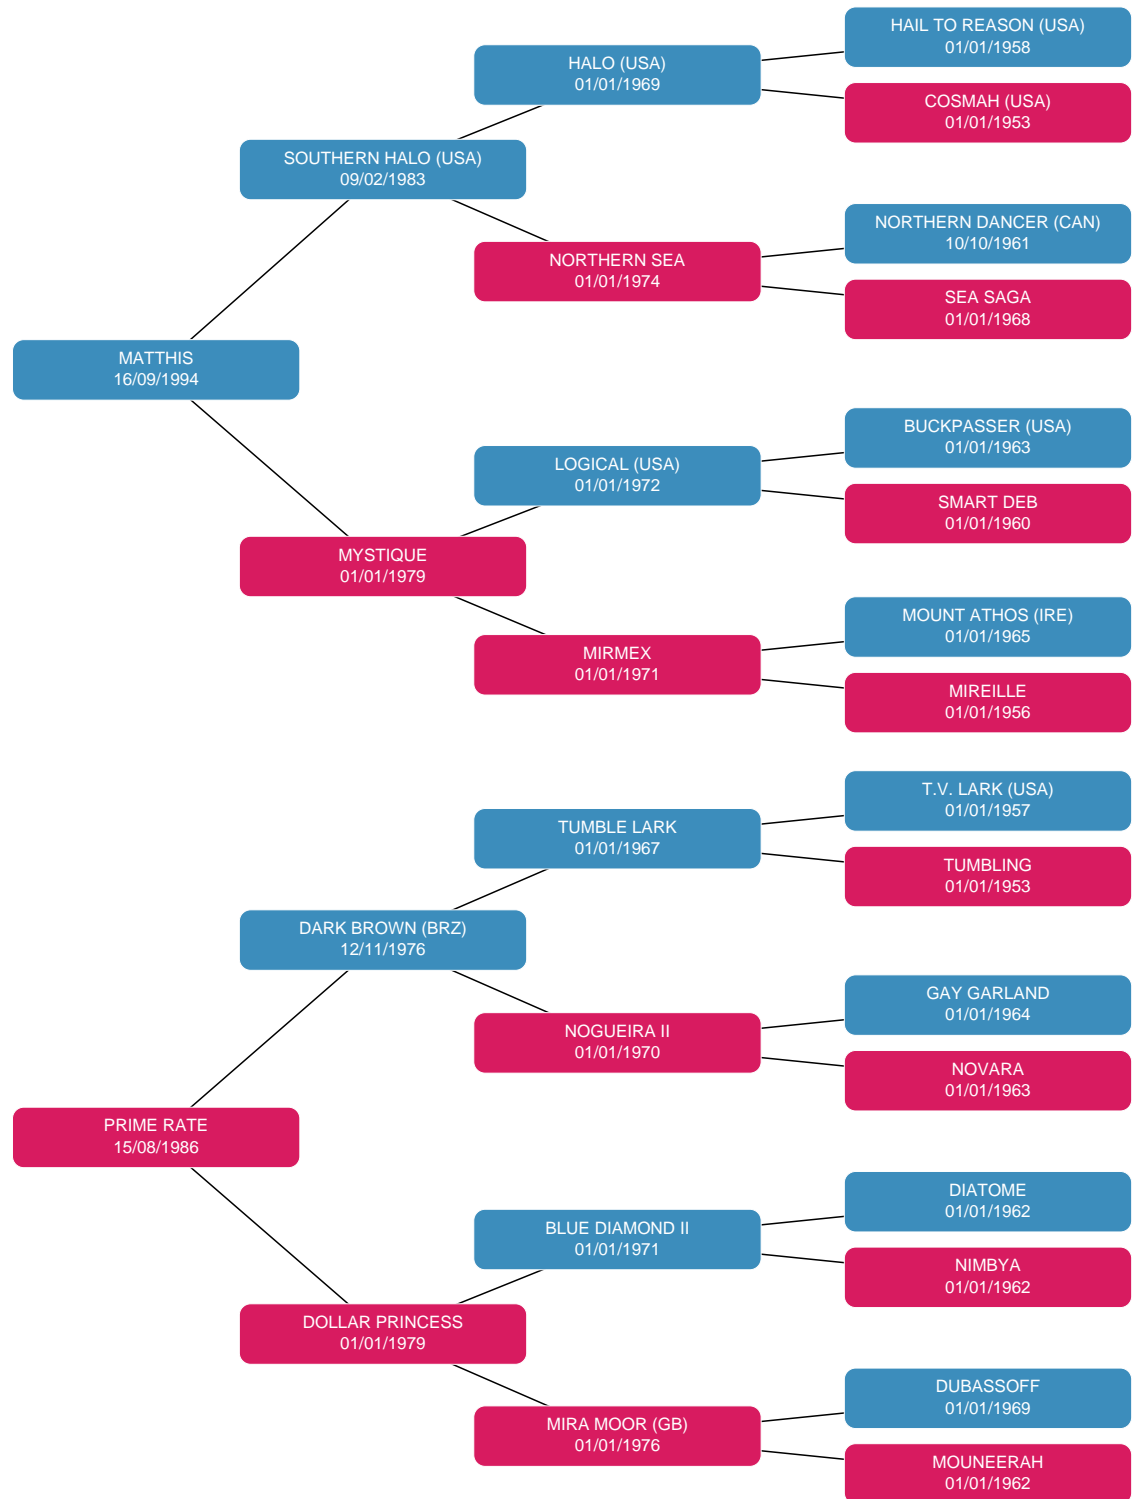 HAIL TO REASON (USA)
01/01/1958
HALO (USA)
01/01/1969
COSMAH (USA)
01/01/1953
SOUTHERN HALO (USA)
09/02/1983
NORTHERN DANCER (CAN)
10/10/1961
NORTHERN SEA
01/01/1974
SEA SAGA
01/01/1968
MATTHIS
16/09/1994
BUCKPASSER (USA)
01/01/1963
LOGICAL (USA)
01/01/1972
SMART DEB
01/01/1960
MYSTIQUE
01/01/1979
MOUNT ATHOS (IRE)
01/01/1965
MIRMEX
01/01/1971
MIREILLE
01/01/1956
T.V. LARK (USA)
01/01/1957
TUMBLE LARK
01/01/1967
TUMBLING
01/01/1953
DARK BROWN (BRZ)
12/11/1976
GAY GARLAND
01/01/1964
NOGUEIRA II
01/01/1970
NOVARA
01/01/1963
PRIME RATE
15/08/1986
DIATOME
01/01/1962
BLUE DIAMOND II
01/01/1971
NIMBYA
01/01/1962
DOLLAR PRINCESS
01/01/1979
DUBASSOFF
01/01/1969
MIRA MOOR (GB)
01/01/1976
MOUNEERAH
01/01/1962